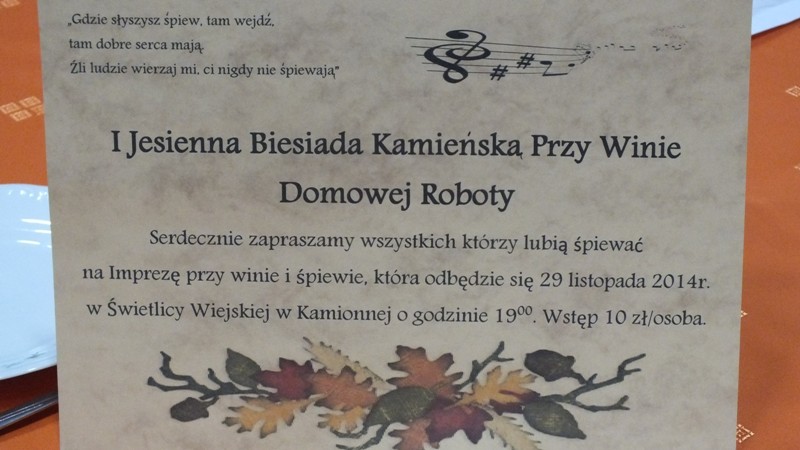 „Gdzie słyszysz śpiew, tam wejdź,
tam dobre serca mają.
Źli ludzie wierzaj mi, ci nigdy nie śpiewają"
I Jesienna Biesiada Kamieńska Przy Winie
Domowej Roboty
Serdecznie zapraszamy wszystkich którzy lubią śpiewać
na Imprezę przy winie i śpiewie, która odbędzie się 29 listopada 2014r.
w Świetlicy Wiejskiej w Kamionnej o godzinie 19⁰⁰. Wstęp 10 zł/osoba.